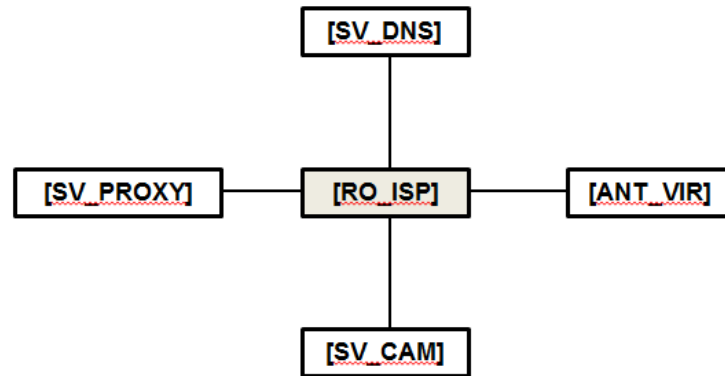 [SV_DNS]
[SV_PROXY]
[RO_ISP]
[ANT_VIR]
[SV_CAM]